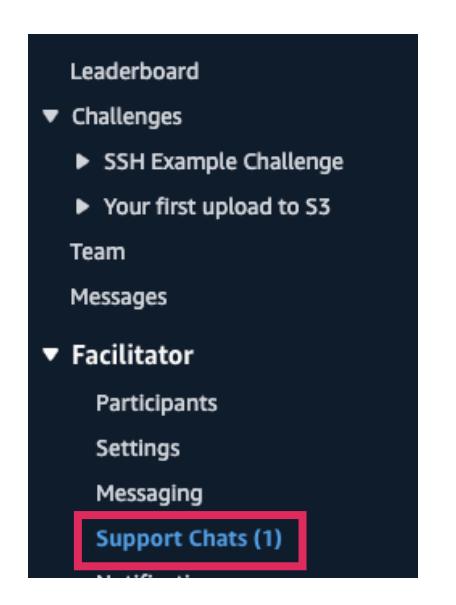 Leaderboard
Challenges
SSH Example Challenge
Your first upload to S3
Team
Messages
Facilitator
Participants
Settings
Messaging
Support Chats (1)